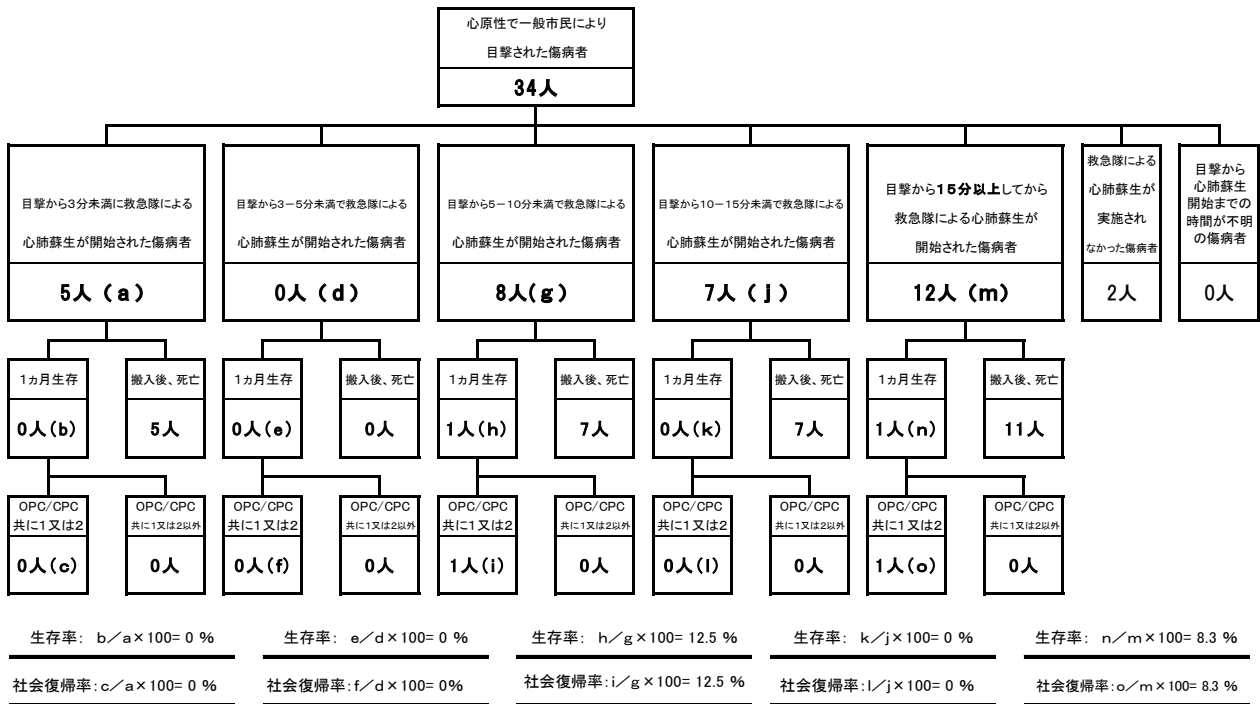 心原性で一般市民により
目撃された傷病者
34人
目撃から3分未満に救急隊による
心肺蘇生が開始された傷病者
5人（a）
目撃から3－5分未満で救急隊による
心肺蘇生が開始された傷病者
0人（d）
目撃から5－10分未満で救急隊による
心肺蘇生が開始された傷病者
8人（g）
目撃から10－15分未満で救急隊による
心肺蘇生が開始された傷病者
7人（j）
目撃から15分以上してから
救急隊による心肺蘇生が
開始された傷病者
12人（m）
救急隊による
心肺蘇生が
実施され
なかった傷病者
2人
目撃から
心肺蘇生
開始までの
時間が不明
の傷病者
0人
1ヵ月生存
0人（b）
搬入後、死亡
5人
1ヵ月生存
0人（e）
搬入後、死亡
0人
1ヵ月生存
1人（h）
搬入後、死亡
7人
1ヵ月生存
0人（k）
搬入後、死亡
7人
1ヵ月生存
1人（n）
搬入後、死亡
11人
OPC/CPC
共に1又は2
0人（c）
OPC/CPC
共に1又は2以外
0人
OPC/CPC
共に1又は2
0人（f）
OPC/CPC
共に1又は2以外
0人
OPC/CPC
共に1又は2
1人（i）
OPC/CPC
共に1又は2以外
0人
OPC/CPC
共に1又は2
0人（l）
OPC/CPC
共に1又は2以外
0人
OPC/CPC
共に1又は2
1人（o）
OPC/CPC
共に1又は2以外
0人
生存率： b／a×100= 0 %
生存率： e／d×100= 0 %
生存率： h／g×100= 12.5 %
生存率： k／j×100= 0 %
生存率： n／m×100= 8.3 %
社会復帰率：c／a×100= 0 %
社会復帰率：f／d×100= 0%
社会復帰率：i／g×100= 12.5 %
社会復帰率：l／j×100= 0 %
社会復帰率：o／m×100= 8.3 %